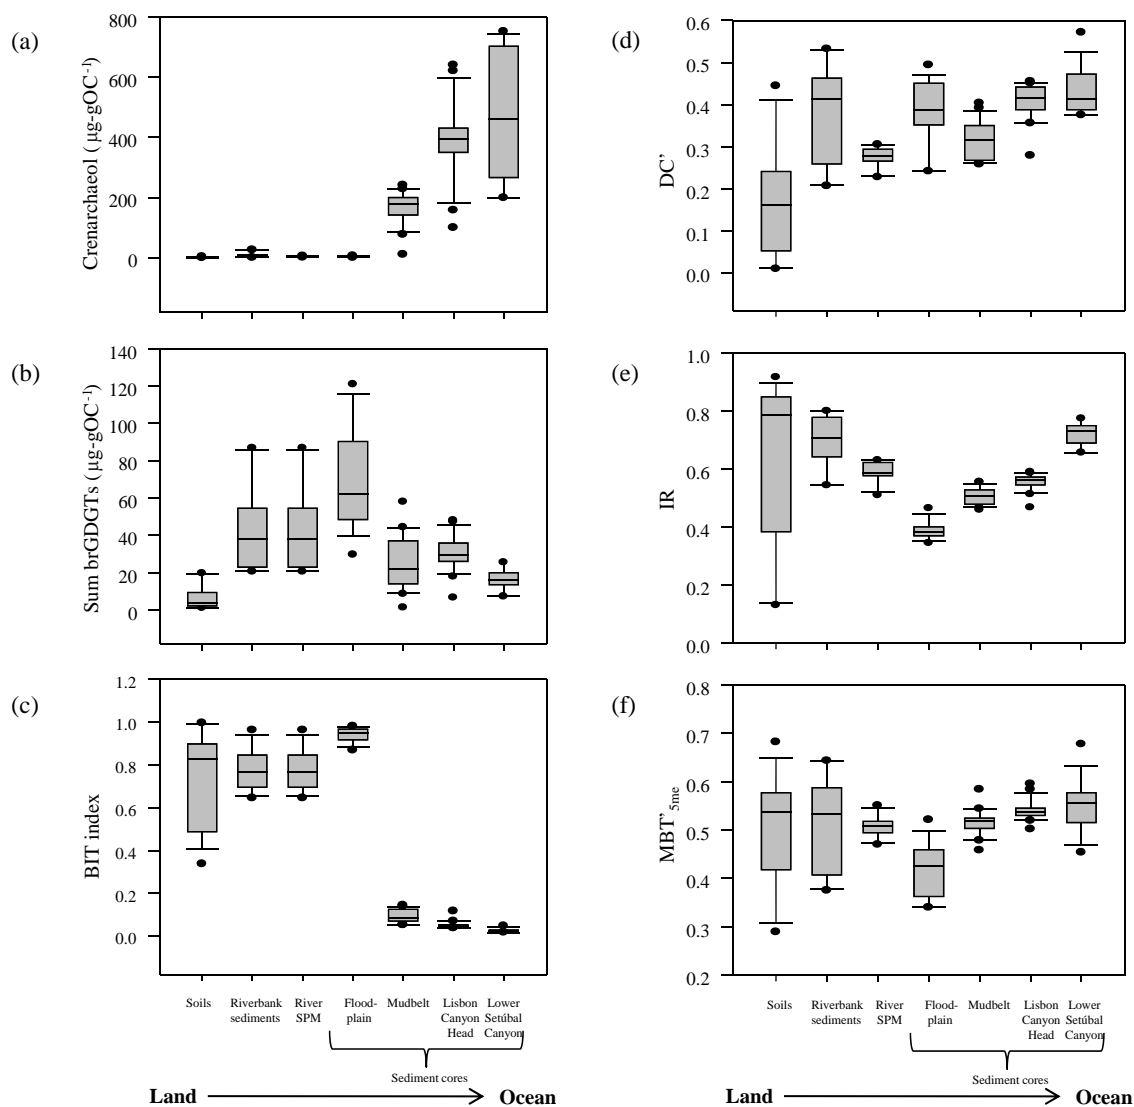 (a)
Crenarchaeol (µg-gOC⁻¹)
800
600
400
200
0
(b)
Sum brGDGTs (µg-gOC⁻¹)
140
120
100
80
60
40
20
0
(c)
BIT index
1.2
1.0
0.8
0.6
0.4
0.2
0.0
Soils
Riverbank
sediments
River
SPM
Flood-
plain
Mudbelt
Lisbon
Canyon
Head
Lower
Setúbal
Canyon
Sediment cores
Land
Ocean
(d)
DC'
0.6
0.5
0.4
0.3
0.2
0.1
0.0
(e)
IR
1.0
0.8
0.6
0.4
0.2
0.0
(f)
MBT'5me
0.8
0.7
0.6
0.5
0.4
0.3
0.2
Soils
Riverbank
sediments
River
SPM
Flood-
plain
Mudbelt
Lisbon
Canyon
Head
Lower
Setúbal
Canyon
Sediment cores
Land
Ocean